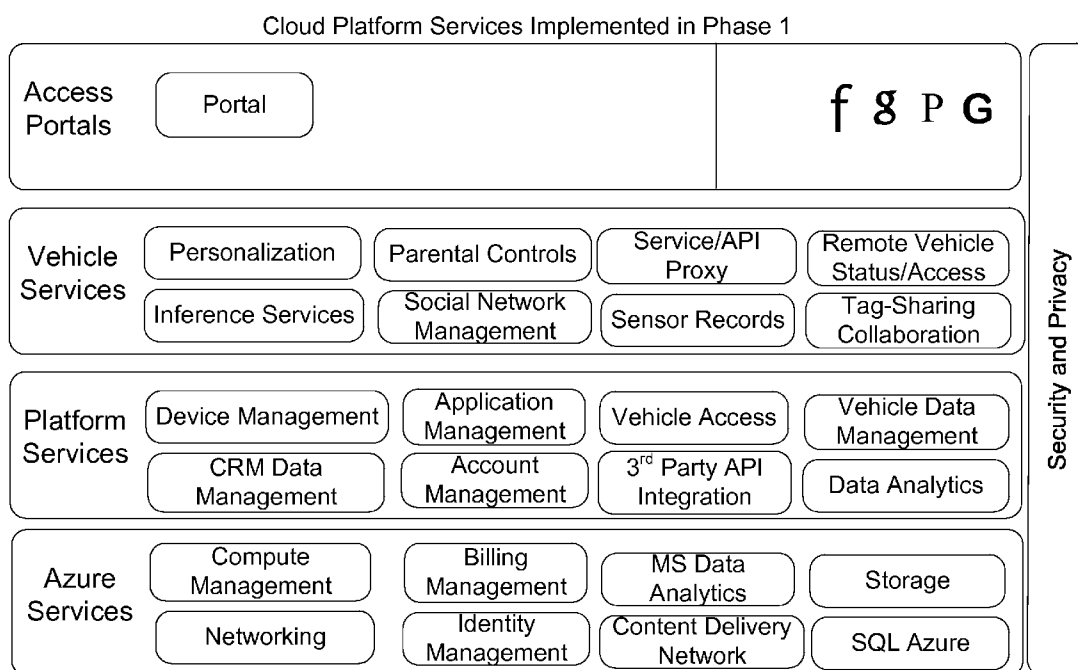 Cloud Platform Services Implemented in Phase 1
Access
Portals
Portal
f g P G
Vehicle
Services
Personalization
Parental Controls
Service/API
Proxy
Remote Vehicle
Status/Access
Inference Services
Social Network
Management
Sensor Records
Tag-Sharing
Collaboration
Platform
Services
Device Management
Application
Management
Vehicle Access
Vehicle Data
Management
CRM Data
Management
Account
Management
3rd Party API
Integration
Data Analytics
Azure
Services
Compute
Management
Billing
Management
MS Data
Analytics
Storage
Networking
Identity
Management
Content Delivery
Network
SQL Azure
Security and Privacy